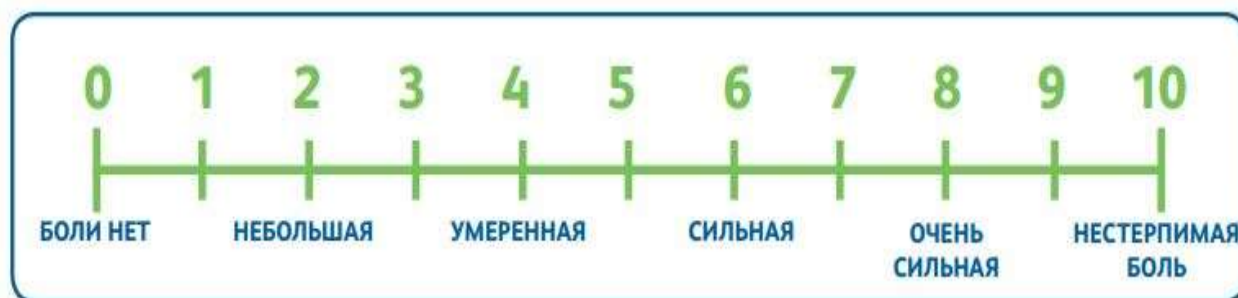 0 1 2 3 4 5 6 7 8 9 10
БОЛИ НЕТ НЕБОЛЬШАЯ УМЕРЕННАЯ СИЛЬНАЯ ОЧЕНЬ СИЛЬНАЯ НЕСТЕРПИМАЯ БОЛЬ